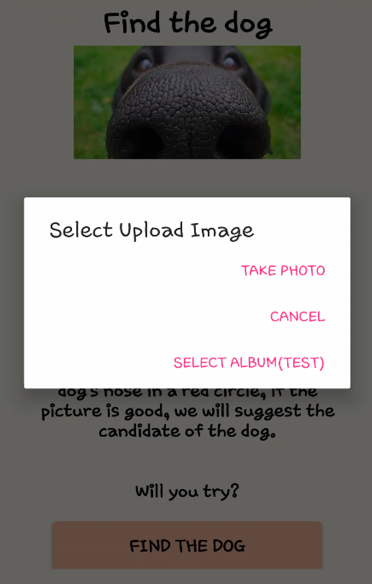 Find the dog
Select Upload Image
TAKE PHOTO
CANCEL
SELECT ALBUM(TEST)
dog's nose in a red circle, if the
picture is good, we will suggest the
candidate of the dog.
Will you try?
FIND THE DOG